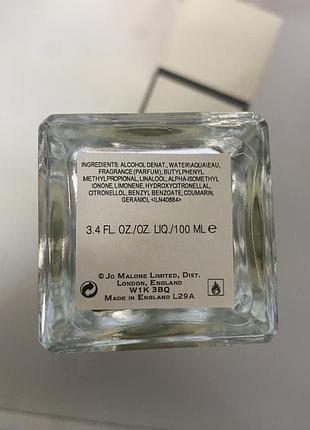 INGREDIENTS: ALCOHOL DENAT., WATER\AQUA\EAU,
FRAGRANCE (PARFUM), BUTYLPHENYL
METHYLPROPIONAL, LINALOOL, ALPHA-ISOMETHYL
IONONE, LIMONENE, HYDROXYCITRONELLAL,
CITRONELLOL, BENZYL BENZOATE, COUMARIN,
GERANIOL <ILN40884>
3.4 FL. OZ./OZ. LIQ./100 ML ℮
© JO MALONE LIMITED, DIST.
LONDON, ENGLAND
W1K 3BQ
MADE IN ENGLAND L29A